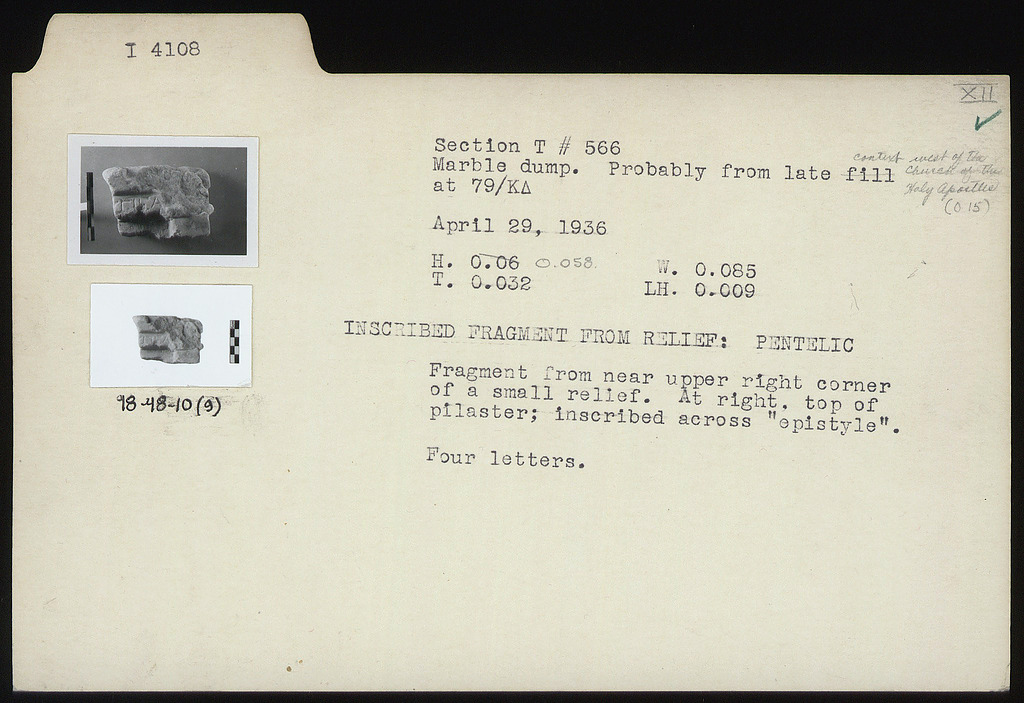 I 4108
XII
Section T # 566
Marble dump. Probably from late fill context west of the
at 79/ΚΔ
Church of the
Holy Apostles
(O 15)
April 29, 1936
H. 0.06 0.058. W. 0.085
T. 0.032 LH. 0.009
INSCRIBED FRAGMENT FROM RELIEF: PENTELIC
Fragment from near upper right corner
of a small relief. At right, top of
pilaster; inscribed across "epistyle".
Four letters.
98-48-10(9)